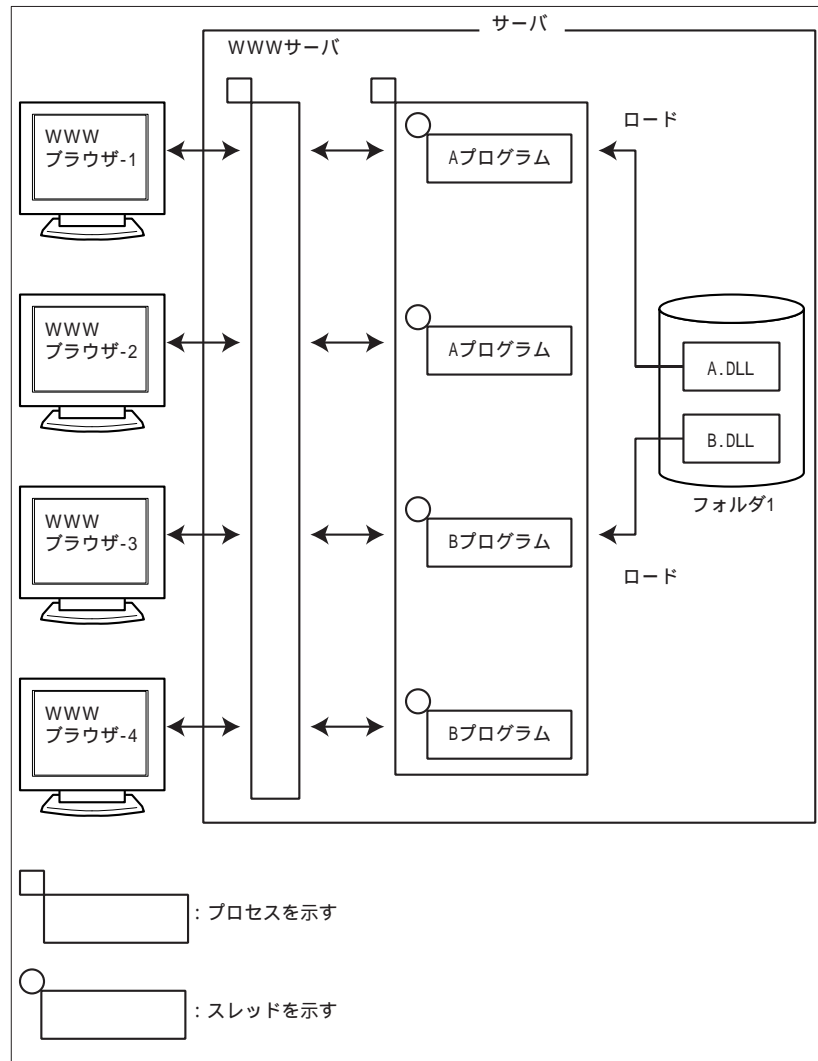 サーバ
WWWサーバ
WWW
ブラウザ-1
Aプログラム
ロード
WWW
ブラウザ-2
Aプログラム
A.DLL
B.DLL
フォルダ1
WWW
ブラウザ-3
Bプログラム
ロード
WWW
ブラウザ-4
Bプログラム
:プロセスを示す
:スレッドを示す